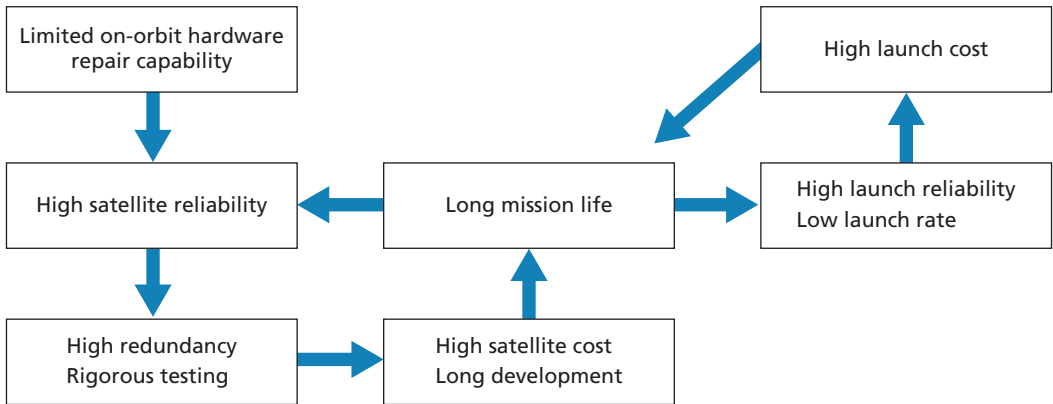 Limited on-orbit hardware
repair capability
High launch cost
High satellite reliability
Long mission life
High launch reliability
Low launch rate
High redundancy
Rigorous testing
High satellite cost
Long development